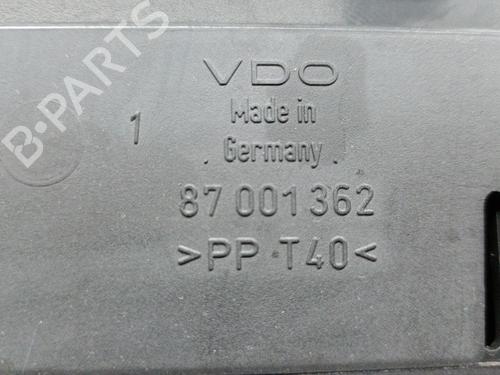 B-PARTS
VDO
Made in
1
. Germany .
87 001 362
>PP T40<